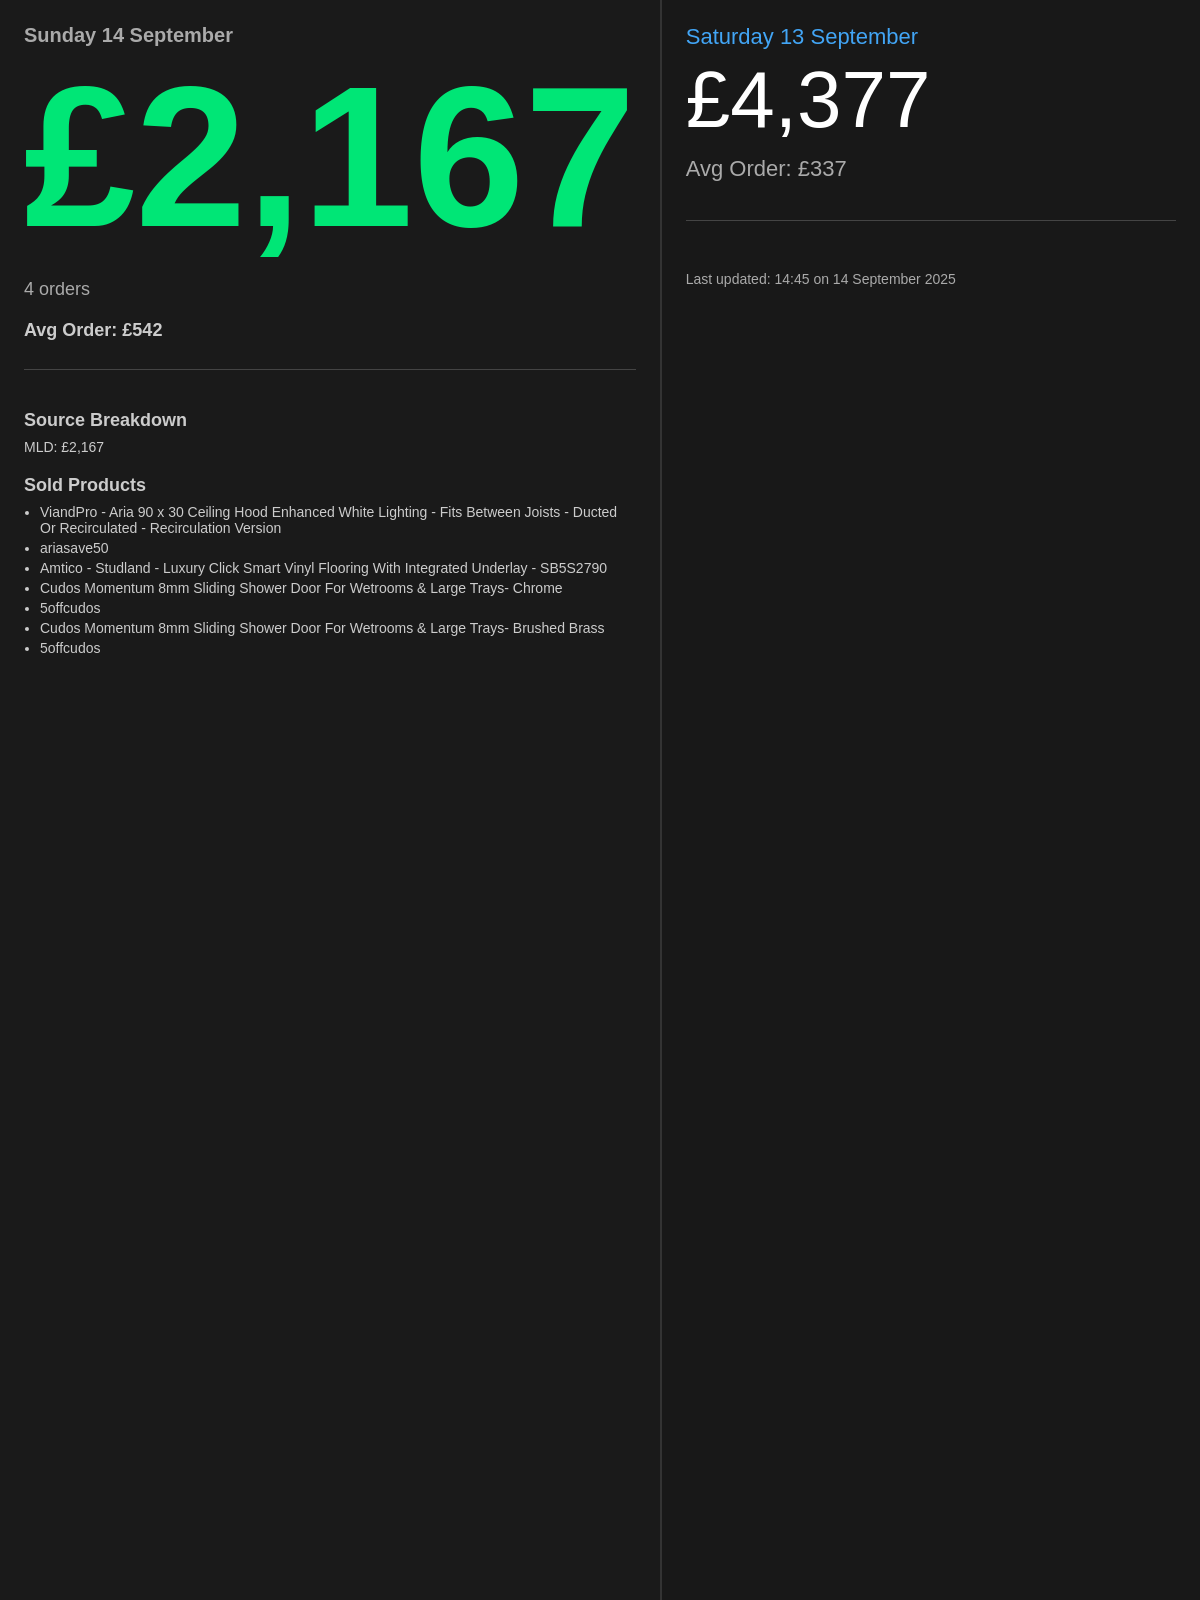 Sunday 14 September
£2,167
4 orders
Avg Order: £542
Source Breakdown
MLD: £2,167
Sold Products
• ViandPro - Aria 90 x 30 Ceiling Hood Enhanced White Lighting - Fits Between Joists - Ducted
Or Recirculated - Recirculation Version
• ariasave50
• Amtico - Studland - Luxury Click Smart Vinyl Flooring With Integrated Underlay - SB5S2790
• Cudos Momentum 8mm Sliding Shower Door For Wetrooms & Large Trays- Chrome
• 5offcudos
• Cudos Momentum 8mm Sliding Shower Door For Wetrooms & Large Trays- Brushed Brass
• 5offcudos
Saturday 13 September
£4,377
Avg Order: £337
Last updated: 14:45 on 14 September 2025